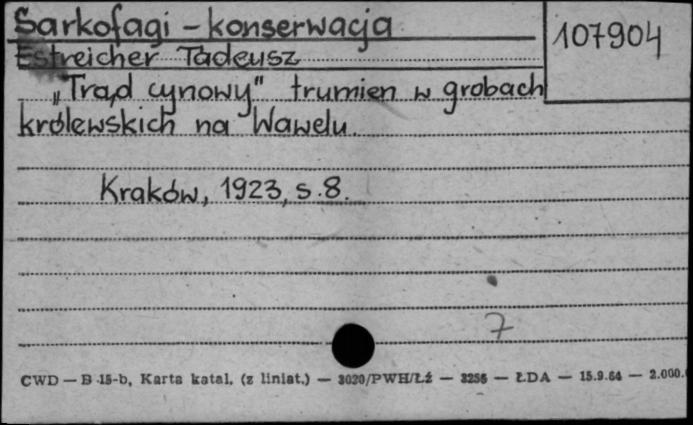 Sarkofagi - konserwacja
107904
Estreicher Tadeusz
„Trąd cynowy" trumien w grobach
królewskich na Wawelu.
Kraków, 1923, s. 8.
7
CWD — B-15-b, Karta katal. (z liniat.) — 3020/PWH/Łź — 3256 — ŁDA — 15.9.64 — 2.000.